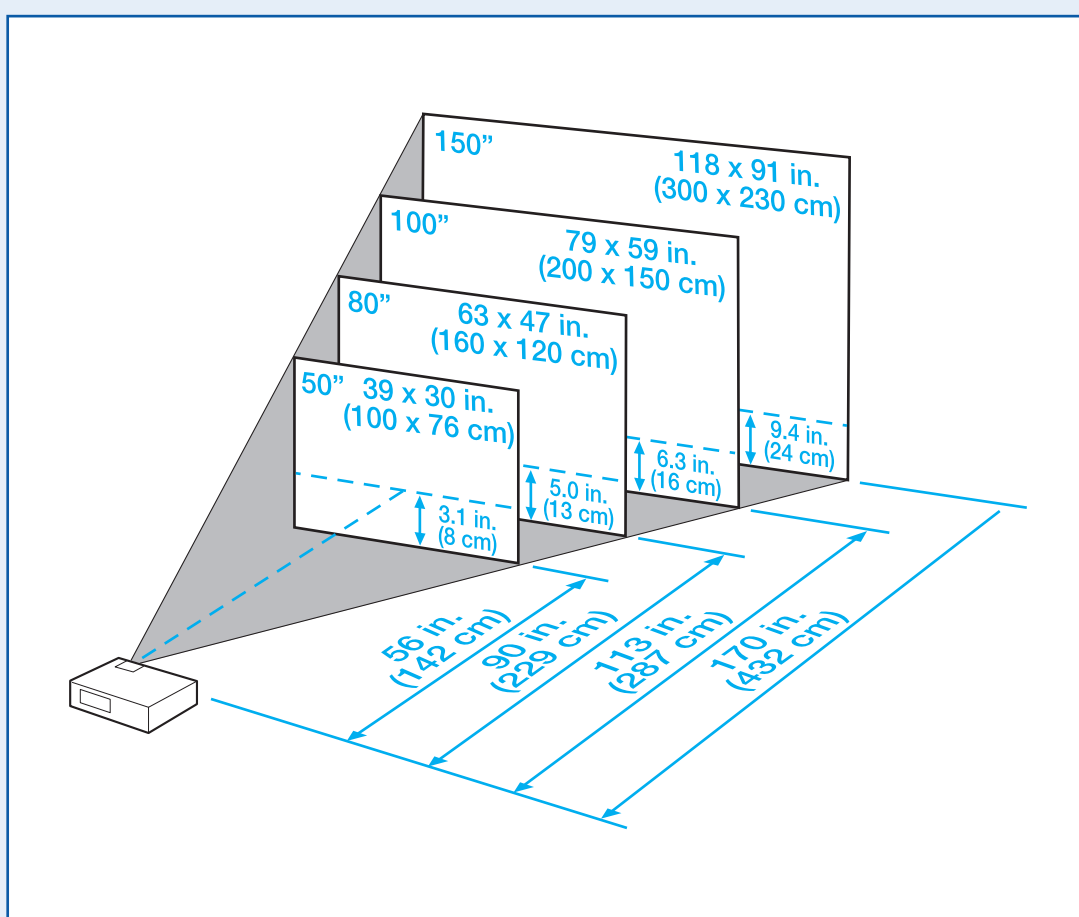 150”
118 x 91 in.
(300 x 230 cm)
100”
79 x 59 in.
(200 x 150 cm)
80”
63 x 47 in.
(160 x 120 cm)
50”
39 x 30 in.
(100 x 76 cm)
9.4 in.
(24 cm)
6.3 in.
(16 cm)
5.0 in.
(13 cm)
3.1 in.
(8 cm)
56 in.
(142 cm)
90 in.
(229 cm)
113 in.
(287 cm)
170 in.
(432 cm)